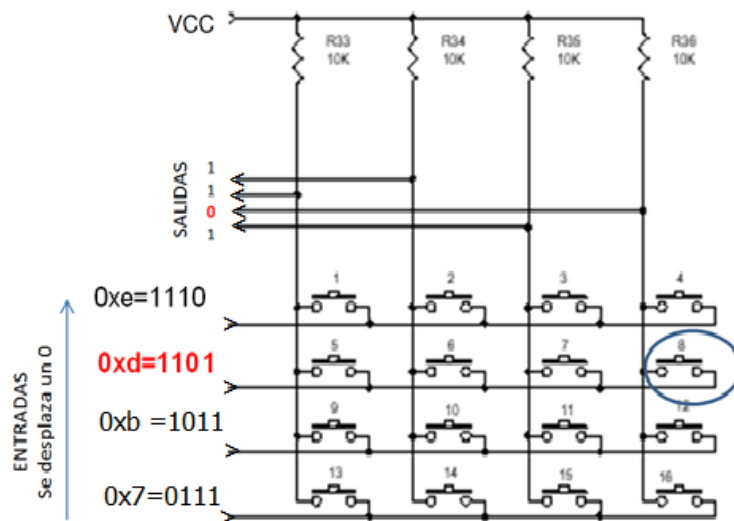 VCC
R33 R34 R35 R36
10K 10K 10K 10K
SALIDAS
1
1
0
1
ENTRADAS
Se desplaza un 0
0xe=1110
1 2 3 4
0xd=1101
5 6 7 8
0xb =1011
9 10 11 12
0x7=0111
13 14 15 16